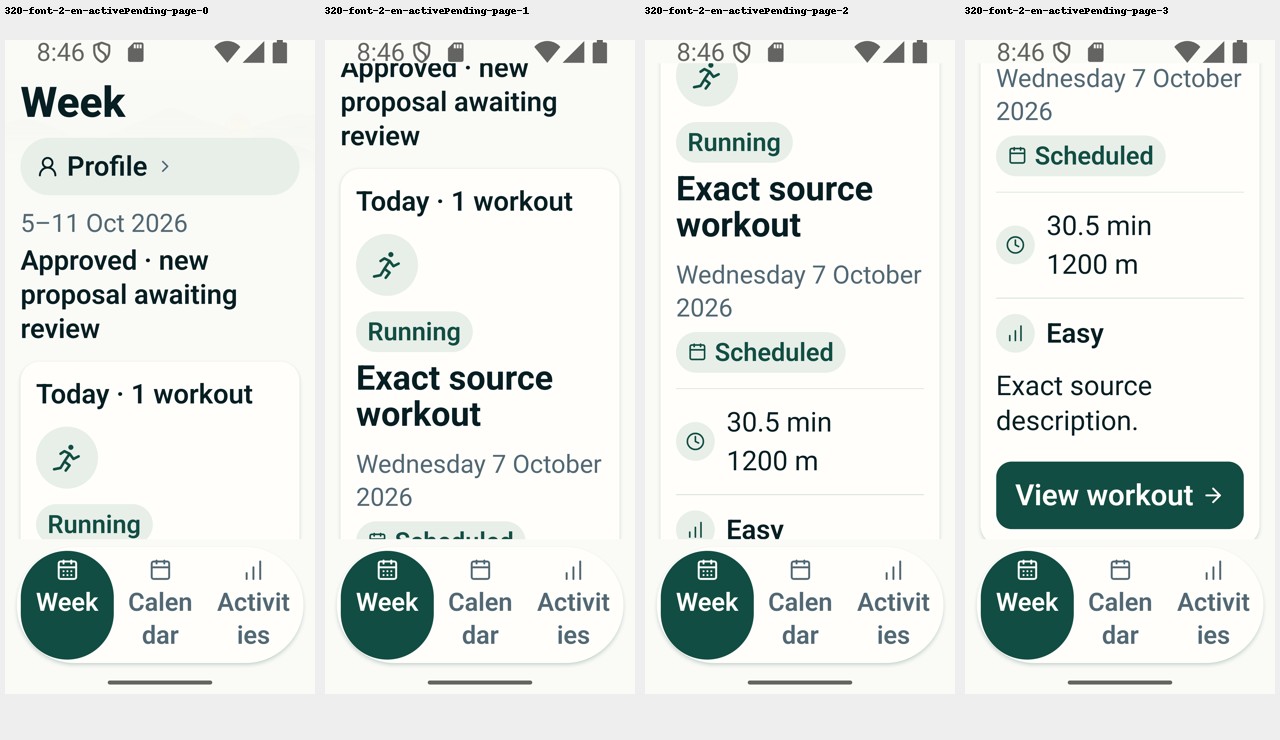 320-font-2-en-activePending-page-0
8:46
Week
Profile
5–11 Oct 2026
Approved · new
proposal awaiting
review
Today · 1 workout
Running
Week
Calen
dar
Activit
ies
320-font-2-en-activePending-page-1
8:46
Approved · new
proposal awaiting
review
Today · 1 workout
Running
Exact source
workout
Wednesday 7 October
2026
Scheduled
Week
Calen
dar
Activit
ies
320-font-2-en-activePending-page-2
8:46
Running
Exact source
workout
Wednesday 7 October
2026
Scheduled
30.5 min
1200 m
Easy
Week
Calen
dar
Activit
ies
320-font-2-en-activePending-page-3
8:46
Wednesday 7 October
2026
Scheduled
30.5 min
1200 m
Easy
Exact source
description.
View workout
Week
Calen
dar
Activit
ies